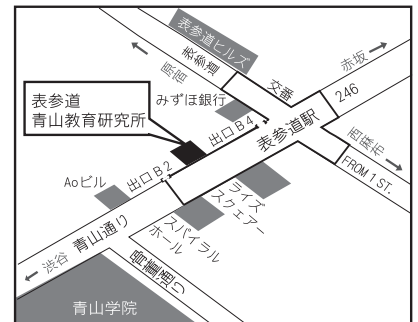 表参道ヒルズ
原宿
表参道
交番
赤坂
246
みずほ銀行
表参道
青山教育研究所
出口B4
表参道駅
西麻布
FROM 1 ST.
出口B2
Aoビル
ライズ
スクェアー
スパイラル
ホール
青山通り
渋谷
骨董通り
青山学院